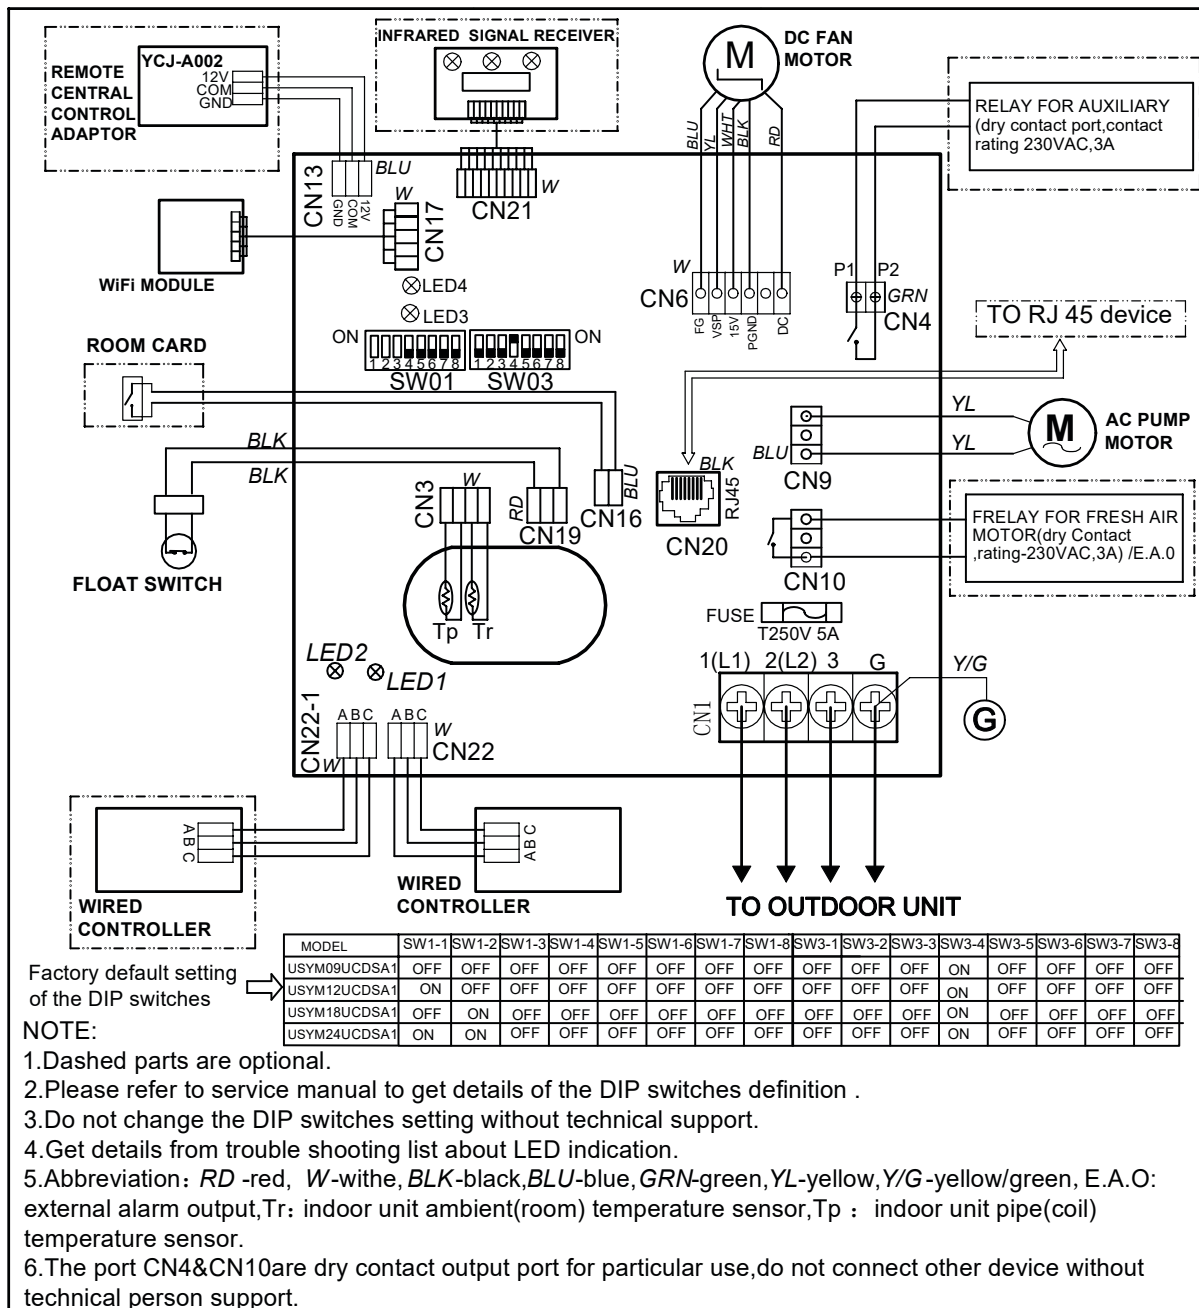 YCJ-A002
12V
COM
GND
REMOTE
CENTRAL
CONTROL
ADAPTOR
INFRARED SIGNAL RECEIVER
DC FAN
MOTOR
M
BLU
YL
WHT
BLK
RD
RELAY FOR AUXILIARY
(dry contact port,contact
rating 230VAC,3A
CN13
BLU
GND
COM
12V
W
CN17
W
CN21
WiFi MODULE
LED4
LED3
W
CN6
FG
VSP
15V
PGND
DC
P1
P2
GRN
CN4
TO RJ 45 device
ON
1 2 3 4 5 6 7 8
SW01
1 2 3 4 5 6 7 8
SW03
ON
ROOM CARD
BLK
BLK
FLOAT SWITCH
CN3
W
RD
CN19
CN16
BLU
BLK
RJ45
CN20
YL
YL
BLU
CN9
M
AC PUMP
MOTOR
CN10
FRELAY FOR FRESH AIR
MOTOR(dry Contact
,rating-230VAC,3A) /E.A.0
Tp
Tr
FUSE
T250V 5A
LED2
LED1
1(L1) 2(L2) 3 G
Y/G
CN1
G
CN22-1
W
A B C
A B C
W
CN22
A
B
C
WIRED
CONTROLLER
A B C
WIRED
CONTROLLER
TO OUTDOOR UNIT
Factory default setting
of the DIP switches
MODEL SW1-1 SW1-2 SW1-3 SW1-4 SW1-5 SW1-6 SW1-7 SW1-8 SW3-1 SW3-2 SW3-3 SW3-4 SW3-5 SW3-6 SW3-7 SW3-8
USYM09UCDSA1 OFF OFF OFF OFF OFF OFF OFF OFF OFF OFF OFF ON OFF OFF OFF OFF
USYM12UCDSA1 ON OFF OFF OFF OFF OFF OFF OFF OFF OFF OFF ON OFF OFF OFF OFF
USYM18UCDSA1 OFF ON OFF OFF OFF OFF OFF OFF OFF OFF OFF ON OFF OFF OFF OFF
USYM24UCDSA1 ON ON OFF OFF OFF OFF OFF OFF OFF OFF OFF ON OFF OFF OFF OFF
NOTE:
1.Dashed parts are optional.
2.Please refer to service manual to get details of the DIP switches definition .
3.Do not change the DIP switches setting without technical support.
4.Get details from trouble shooting list about LED indication.
5.Abbreviation：RD -red, W-withe, BLK-black,BLU-blue,GRN-green,YL-yellow,Y/G-yellow/green, E.A.O:
external alarm output,Tr：indoor unit ambient(room) temperature sensor,Tp ：indoor unit pipe(coil)
temperature sensor.
6.The port CN4&CN10are dry contact output port for particular use,do not connect other device without
technical person support.